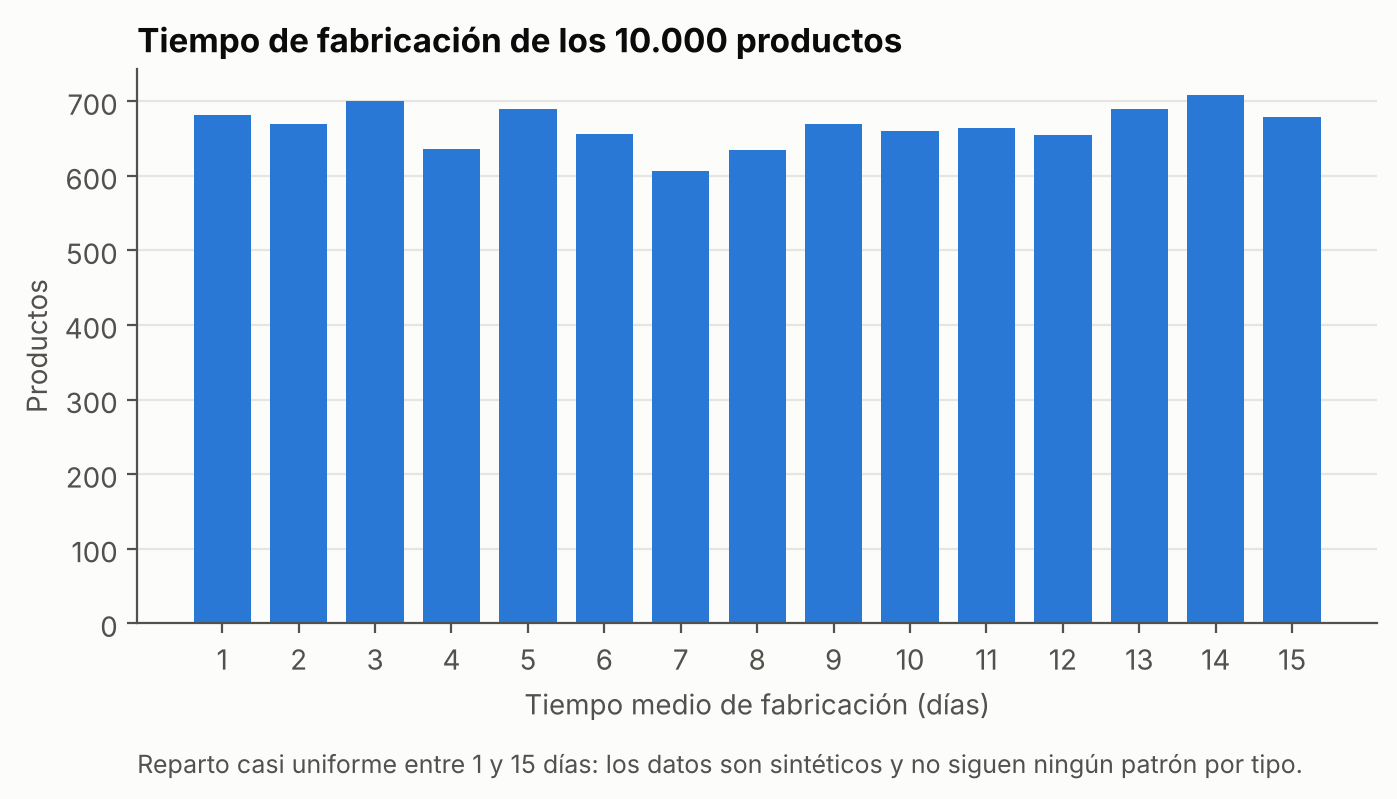 Tiempo de fabricación de los 10.000 productos
Productos
700
600
500
400
300
200
100
0
1 2 3 4 5 6 7 8 9 10 11 12 13 14 15
Tiempo medio de fabricación (días)
Reparto casi uniforme entre 1 y 15 días: los datos son sintéticos y no siguen ningún patrón por tipo.